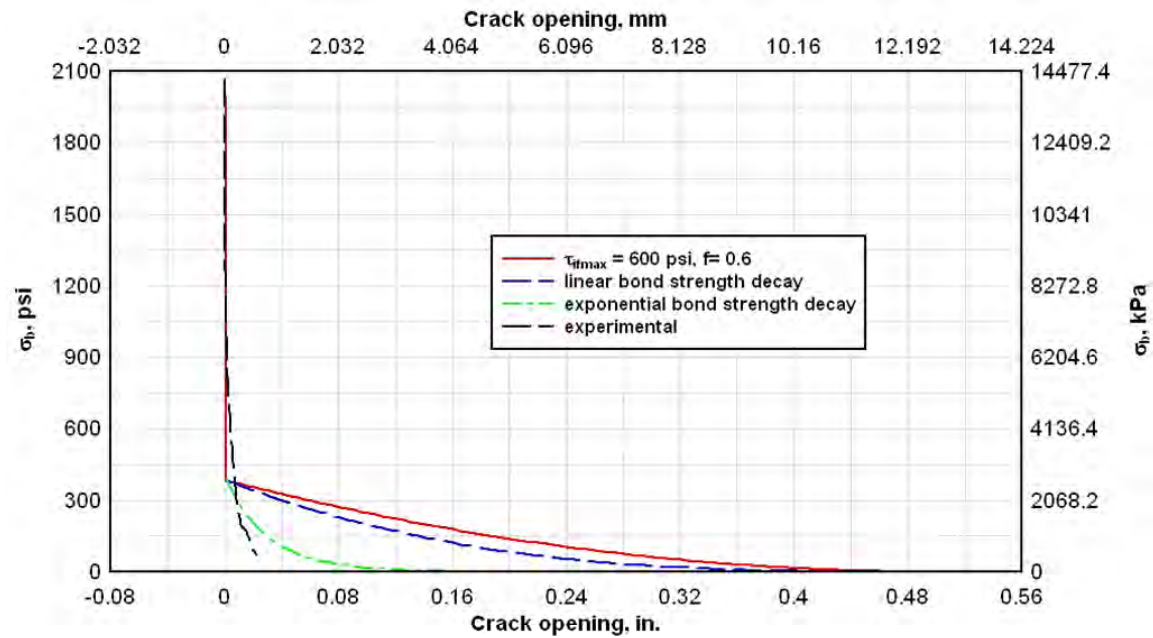 Crack opening, mm
-2.032 0 2.032 4.064 6.096 8.128 10.16 12.192 14.224
2100 14477.4
1800 12409.2
1500 10341
τifmax = 600 psi, f= 0.6
linear bond strength decay
1200 8272.8
exponential bond strength decay
experimental
σb, psi
σb, kPa
900 6204.6
600 4136.4
300 2068.2
0 0
-0.08 0 0.08 0.16 0.24 0.32 0.4 0.48 0.56
Crack opening, in.